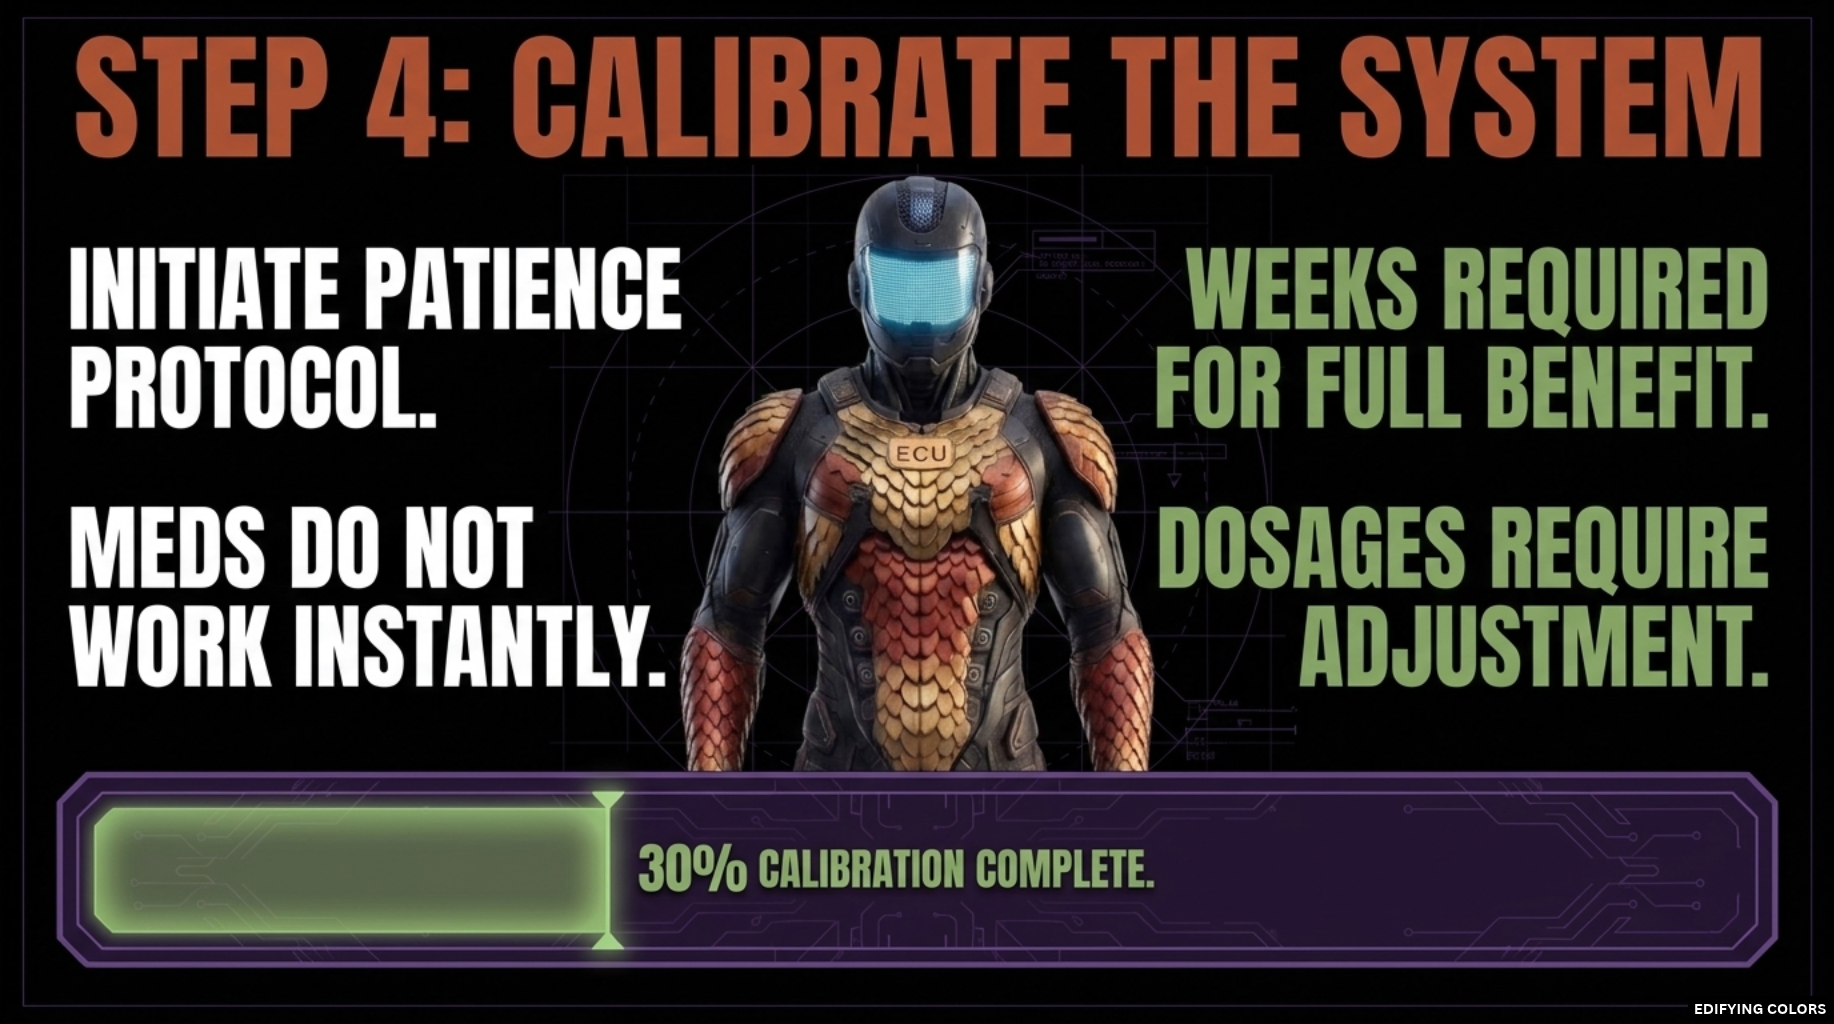 STEP 4: CALIBRATE THE SYSTEM
INITIATE PATIENCE
PROTOCOL.
MEDS DO NOT
WORK INSTANTLY.
ECU
WEEKS REQUIRED
FOR FULL BENEFIT.
DOSAGES REQUIRE
ADJUSTMENT.
30% CALIBRATION COMPLETE.
EDIFYING COLORS